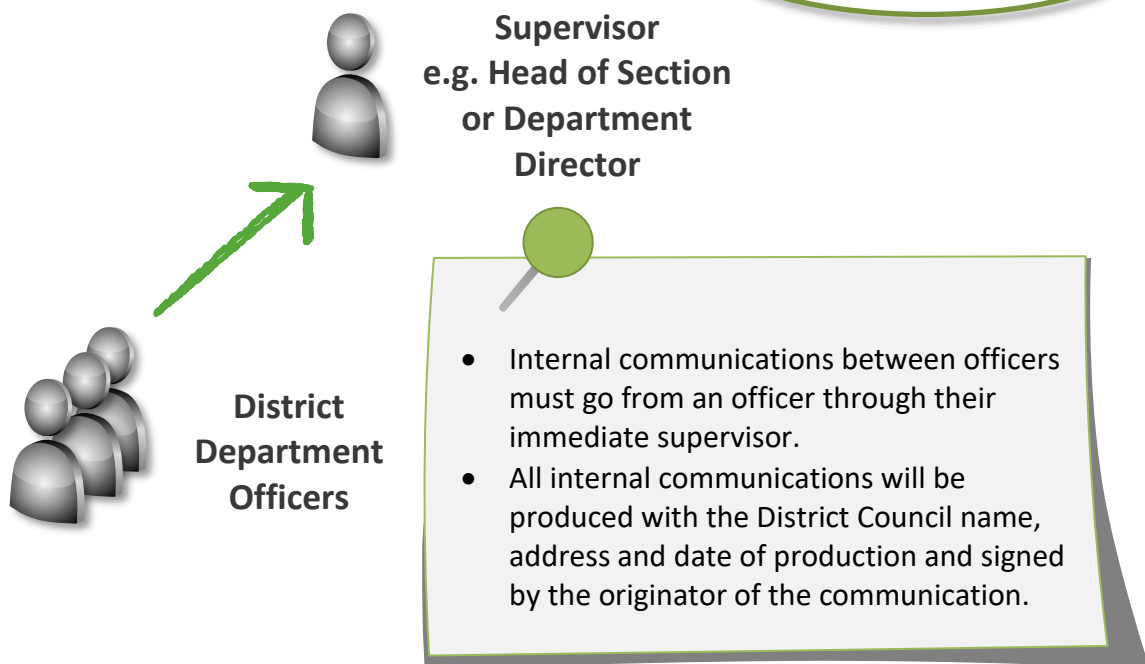 Supervisor
e.g. Head of Section
or Department
Director
District
Department
Officers
• Internal communications between officers
must go from an officer through their
immediate supervisor.
• All internal communications will be
produced with the District Council name,
address and date of production and signed
by the originator of the communication.